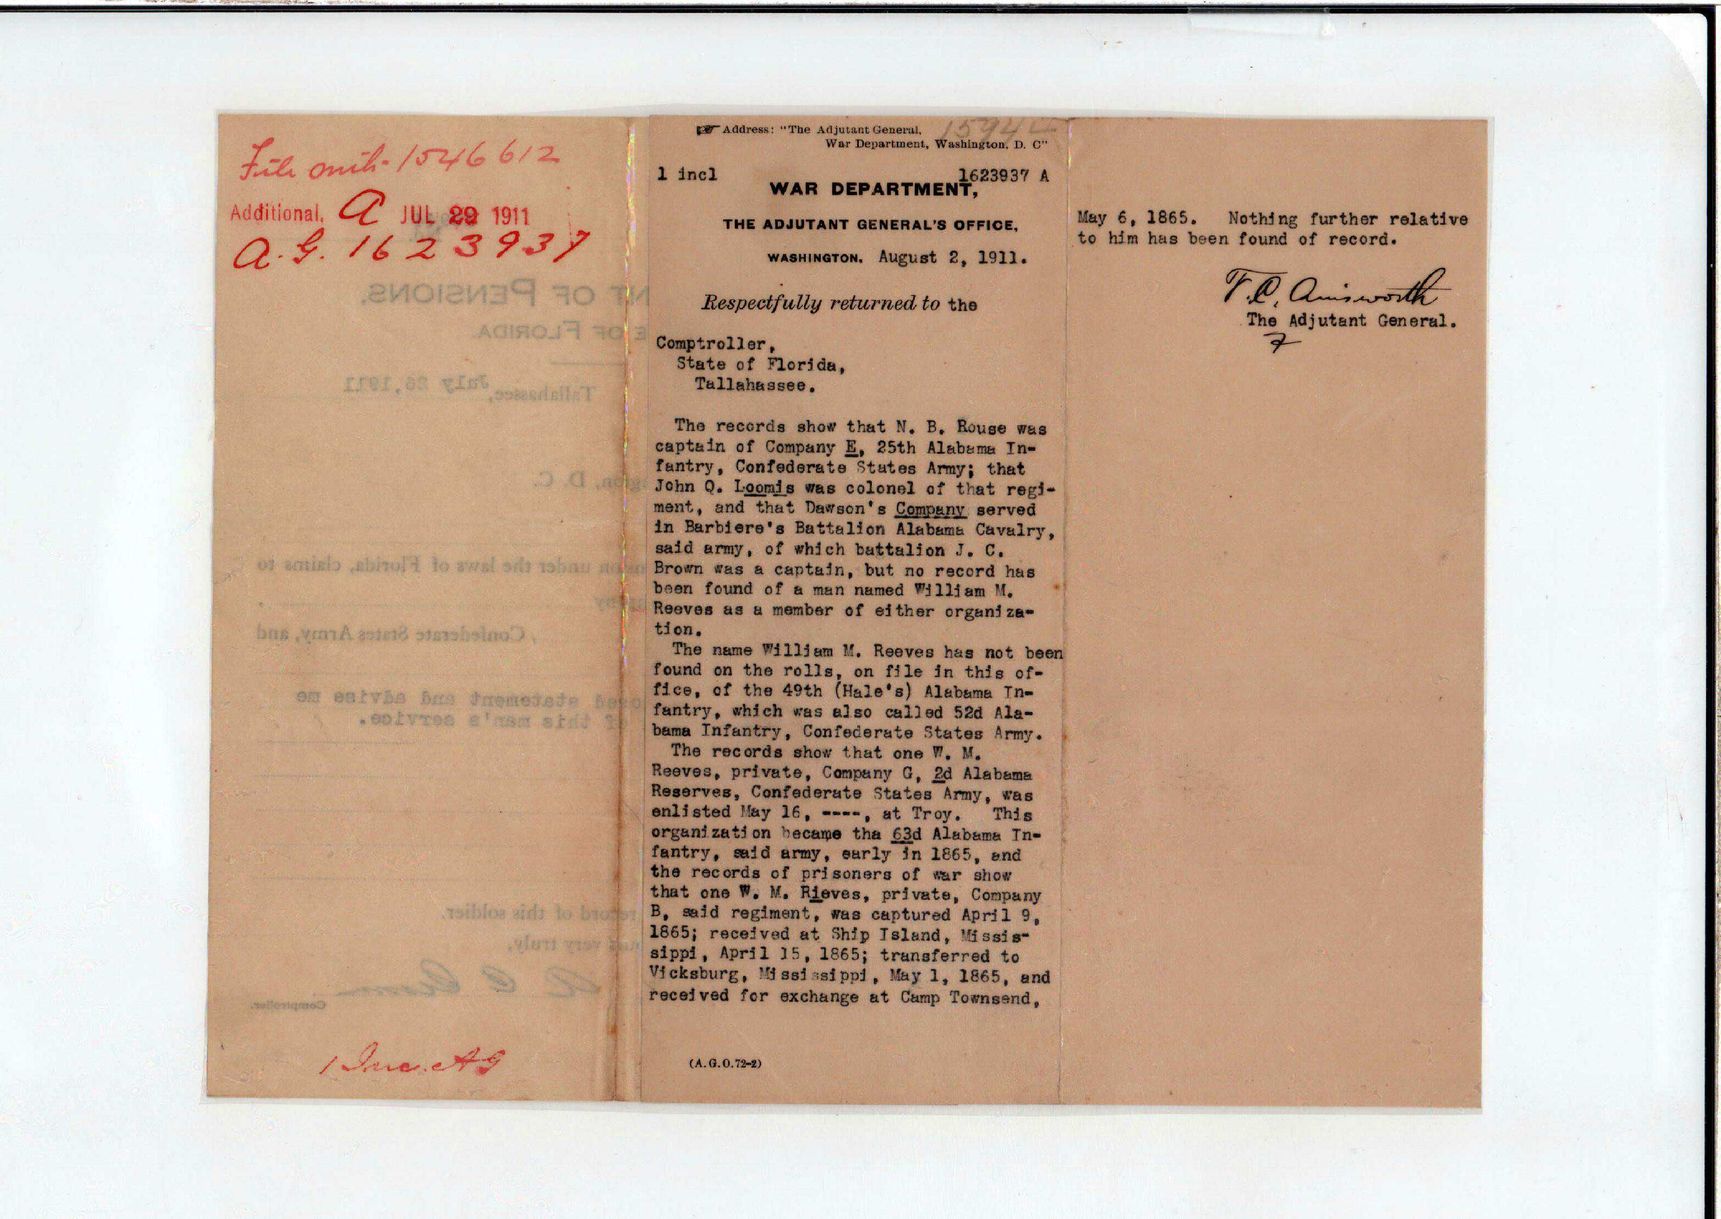 File with 1546612
Additional. A JUL 29 1911
A.G. 1623937
1 Inc. AG
Address: "The Adjutant General,
War Department, Washington, D. C"
1 incl
1623937 A
WAR DEPARTMENT,
THE ADJUTANT GENERAL'S OFFICE,
WASHINGTON. August 2, 1911.
Respectfully returned to the
Comptroller,
State of Florida,
Tallahassee.
The records show that N. B. Rouse was
captain of Company E, 25th Alabama In-
fantry, Confederate States Army; that
John Q. Loomis was colonel of that regi-
ment, and that Dawson's Company served
in Barbiere's Battalion Alabama Cavalry,
said army, of which battalion J. C.
Brown was a captain, but no record has
been found of a man named William M.
Reeves as a member of either organiza-
tion.
The name William M. Reeves has not been
found on the rolls, on file in this of-
fice, of the 49th (Hale's) Alabama In-
fantry, which was also called 52d Ala-
bama Infantry, Confederate States Army.
The records show that one W. M.
Reeves, private, Company G, 2d Alabama
Reserves, Confederate States Army, was
enlisted May 16, ----, at Troy. This
organization became tha 63d Alabama In-
fantry, said army, early in 1865, and
the records of prisoners of war show
that one W. M. Rieves, private, Company
B, said regiment, was captured April 9,
1865; received at Ship Island, Missis-
sippi, April 15, 1865; transferred to
Vicksburg, Mississippi, May 1, 1865, and
received for exchange at Camp Townsend,
(A.G.O.72-2)
May 6, 1865. Nothing further relative
to him has been found of record.
F. C. Ainsworth
The Adjutant General.